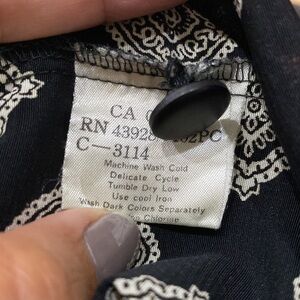 CA
RN 43928
C-3114
Machine Wash Cold
Delicate Cycle
Tumble Dry Low
Use cool Iron
Wash Dark Colors Separately
Chlorine